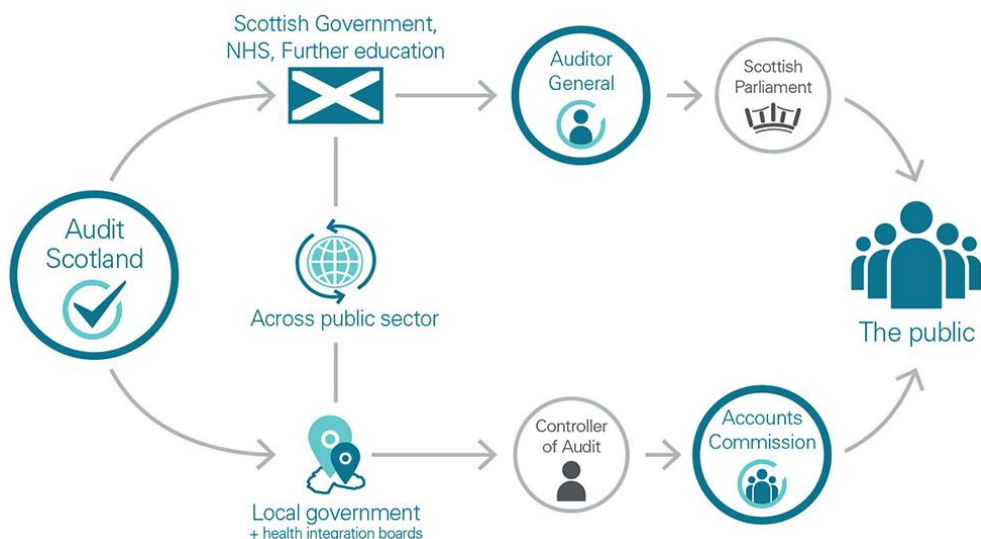 Scottish Government,
NHS, Further education
Auditor
General
Scottish
Parliament
Audit
Scotland
Across public sector
The public
Controller
of Audit
Accounts
Commission
Local government
+ health integration boards